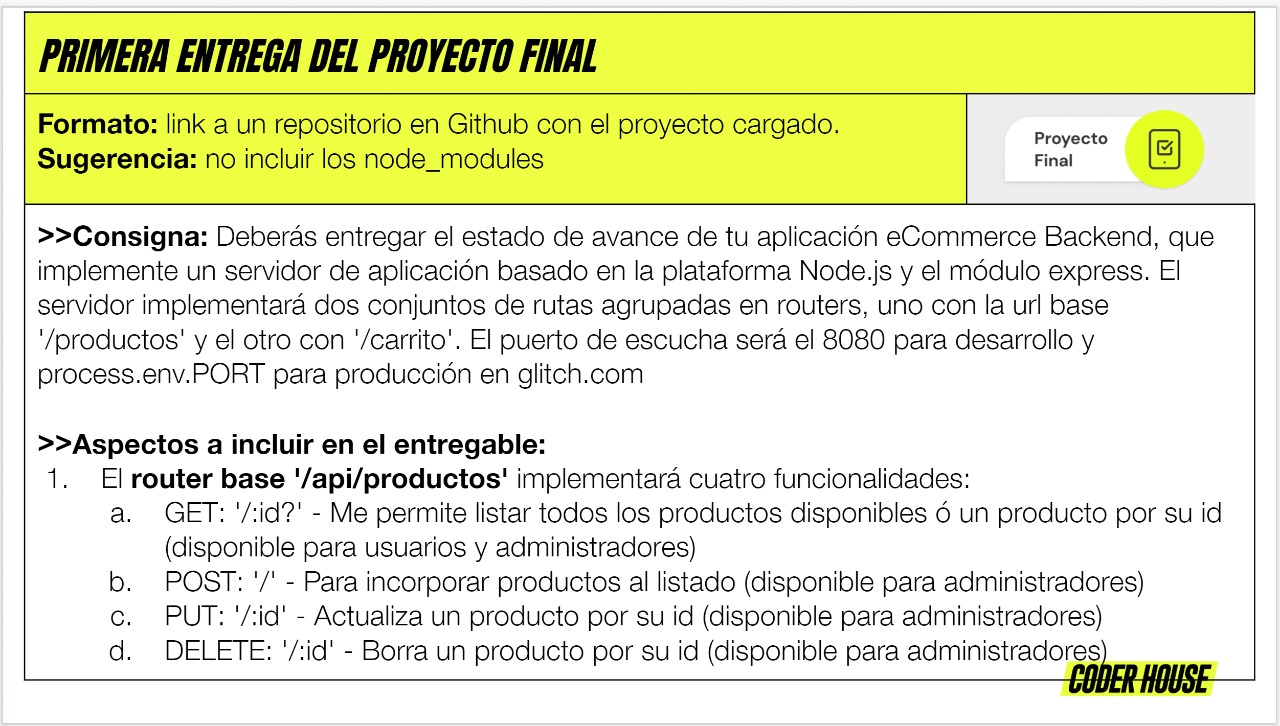 PRIMERA ENTREGA DEL PROYECTO FINAL
Formato: link a un repositorio en Github con el proyecto cargado.
Sugerencia: no incluir los node_modules
Proyecto
Final
>>Consigna: Deberás entregar el estado de avance de tu aplicación eCommerce Backend, que
implemente un servidor de aplicación basado en la plataforma Node.js y el módulo express. El
servidor implementará dos conjuntos de rutas agrupadas en routers, uno con la url base
'/productos' y el otro con '/carrito'. El puerto de escucha será el 8080 para desarrollo y
process.env.PORT para producción en glitch.com
>>Aspectos a incluir en el entregable:
1. El router base '/api/productos' implementará cuatro funcionalidades:
a. GET: '/:id?' - Me permite listar todos los productos disponibles ó un producto por su id
(disponible para usuarios y administradores)
b. POST: '/' - Para incorporar productos al listado (disponible para administradores)
c. PUT: '/:id' - Actualiza un producto por su id (disponible para administradores)
d. DELETE: '/:id' - Borra un producto por su id (disponible para administradores)
CODER HOUSE